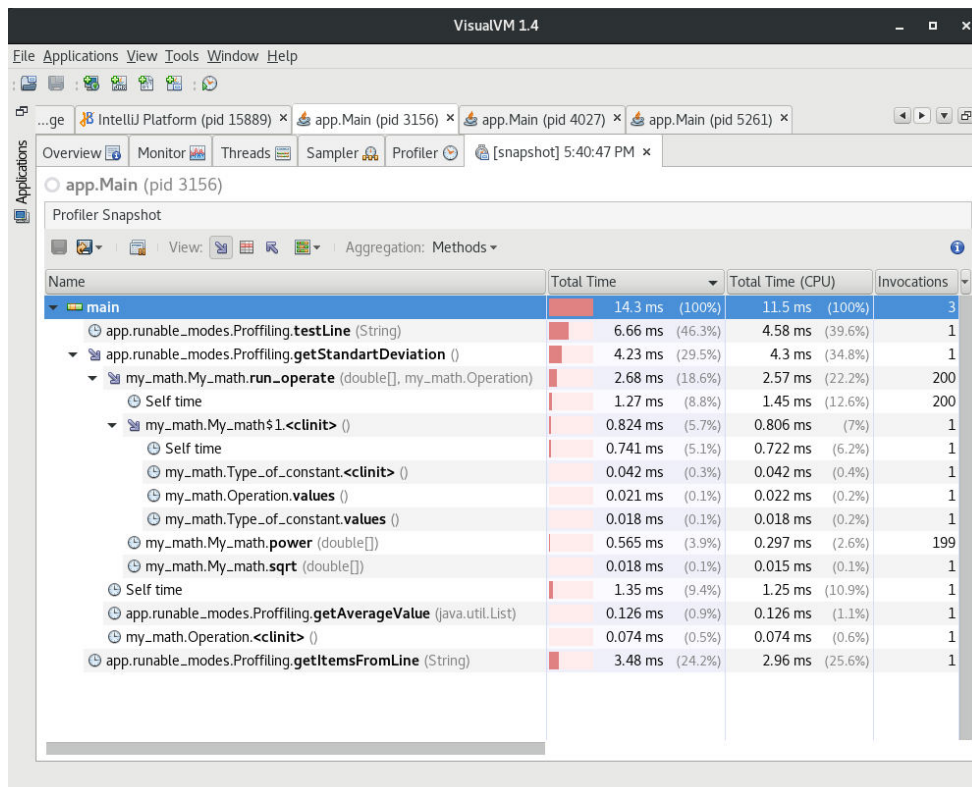 VisualVM 1.4
File Applications View Tools Window Help
...ge IntelliJ Platform (pid 15889) × app.Main (pid 3156) × app.Main (pid 4027) × app.Main (pid 5261) ×
Applications
Overview Monitor Threads Sampler Profiler [snapshot] 5:40:47 PM ×
app.Main (pid 3156)
Profiler Snapshot
View: Aggregation: Methods
Name Total Time Total Time (CPU) Invocations
main 14.3 ms (100%) 11.5 ms (100%) 3
app.runable_modes.Proffiling.testLine (String) 6.66 ms (46.3%) 4.58 ms (39.6%) 1
app.runable_modes.Proffiling.getStandartDeviation () 4.23 ms (29.5%) 4.3 ms (34.8%) 1
my_math.My_math.run_operate (double[], my_math.Operation) 2.68 ms (18.6%) 2.57 ms (22.2%) 200
Self time 1.27 ms (8.8%) 1.45 ms (12.6%) 200
my_math.My_math$1.<clinit> () 0.824 ms (5.7%) 0.806 ms (7%) 1
Self time 0.741 ms (5.1%) 0.722 ms (6.2%) 1
my_math.Type_of_constant.<clinit> () 0.042 ms (0.3%) 0.042 ms (0.4%) 1
my_math.Operation.values () 0.021 ms (0.1%) 0.022 ms (0.2%) 1
my_math.Type_of_constant.values () 0.018 ms (0.1%) 0.018 ms (0.2%) 1
my_math.My_math.power (double[]) 0.565 ms (3.9%) 0.297 ms (2.6%) 199
my_math.My_math.sqrt (double[]) 0.018 ms (0.1%) 0.015 ms (0.1%) 1
Self time 1.35 ms (9.4%) 1.25 ms (10.9%) 1
app.runable_modes.Proffiling.getAverageValue (java.util.List) 0.126 ms (0.9%) 0.126 ms (1.1%) 1
my_math.Operation.<clinit> () 0.074 ms (0.5%) 0.074 ms (0.6%) 1
app.runable_modes.Proffiling.getItemsFromLine (String) 3.48 ms (24.2%) 2.96 ms (25.6%) 1